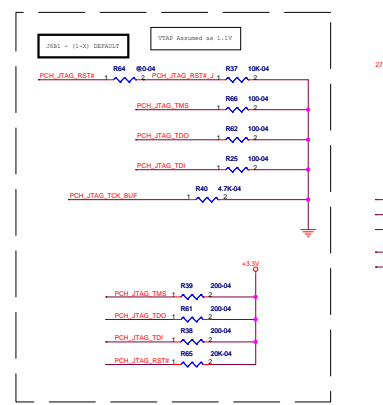 J6B1 - (1-X) DEFAULT
VTAP Assumed as 1.1V
27
R64 @0-04 R37 10K-04
PCH_JTAG_RST# 1 2 PCH_JTAG_RST#_J 1 2
R66 100-04
PCH_JTAG_TMS 1 2
R62 100-04
PCH_JTAG_TDO 1 2
R25 100-04
PCH_JTAG_TDI 1 2
R40 4.7K-04
PCH_JTAG_TCK_BUF 1 2
+3.3V
R39 200-04
PCH_JTAG_TMS 1 2
R61 200-04
PCH_JTAG_TDO 1 2
R38 200-04
PCH_JTAG_TDI 1 2
R65 20K-04
PCH_JTAG_RST# 1 2